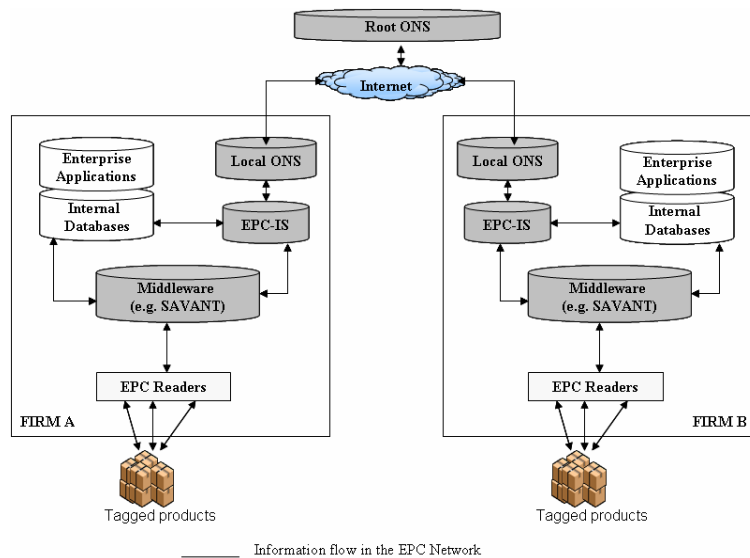 Root ONS
Internet
Enterprise
Applications
Internal
Databases
Local ONS
EPC-IS
Middleware
(e.g. SAVANT)
EPC Readers
FIRM A
Tagged products
Local ONS
EPC-IS
Enterprise
Applications
Internal
Databases
Middleware
(e.g. SAVANT)
EPC Readers
FIRM B
Tagged products
Information flow in the EPC Network